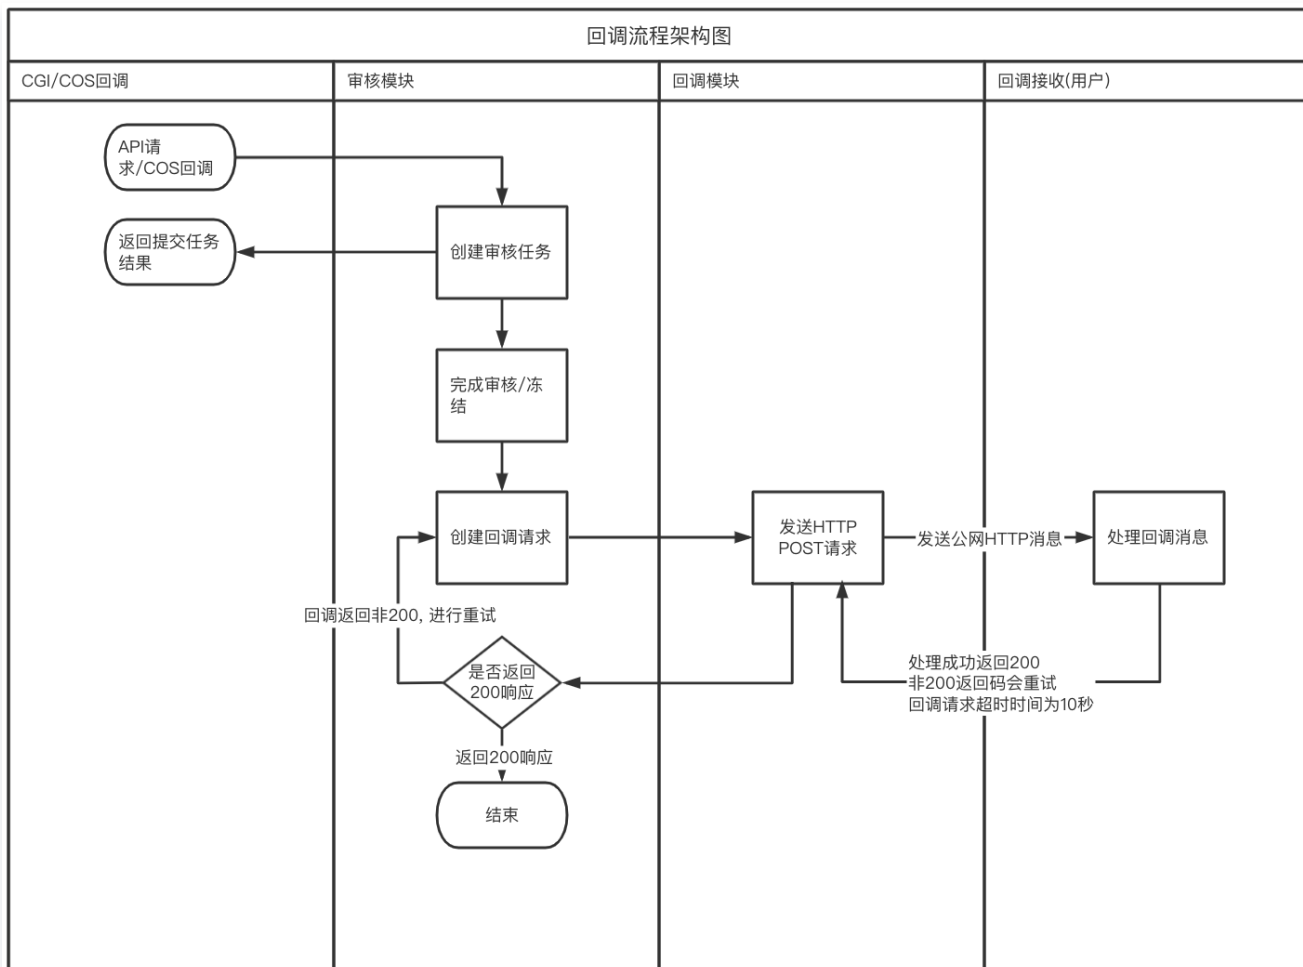 回调流程架构图
CGI/COS回调
审核模块
回调模块
回调接收(用户)
API请
求/COS回调
返回提交任务
结果
创建审核任务
完成审核/冻
结
创建回调请求
发送HTTP
POST请求
发送公网HTTP消息
处理回调消息
回调返回非200, 进行重试
是否返回
200响应
处理成功返回200
非200返回码会重试
回调请求超时时间为10秒
返回200响应
结束